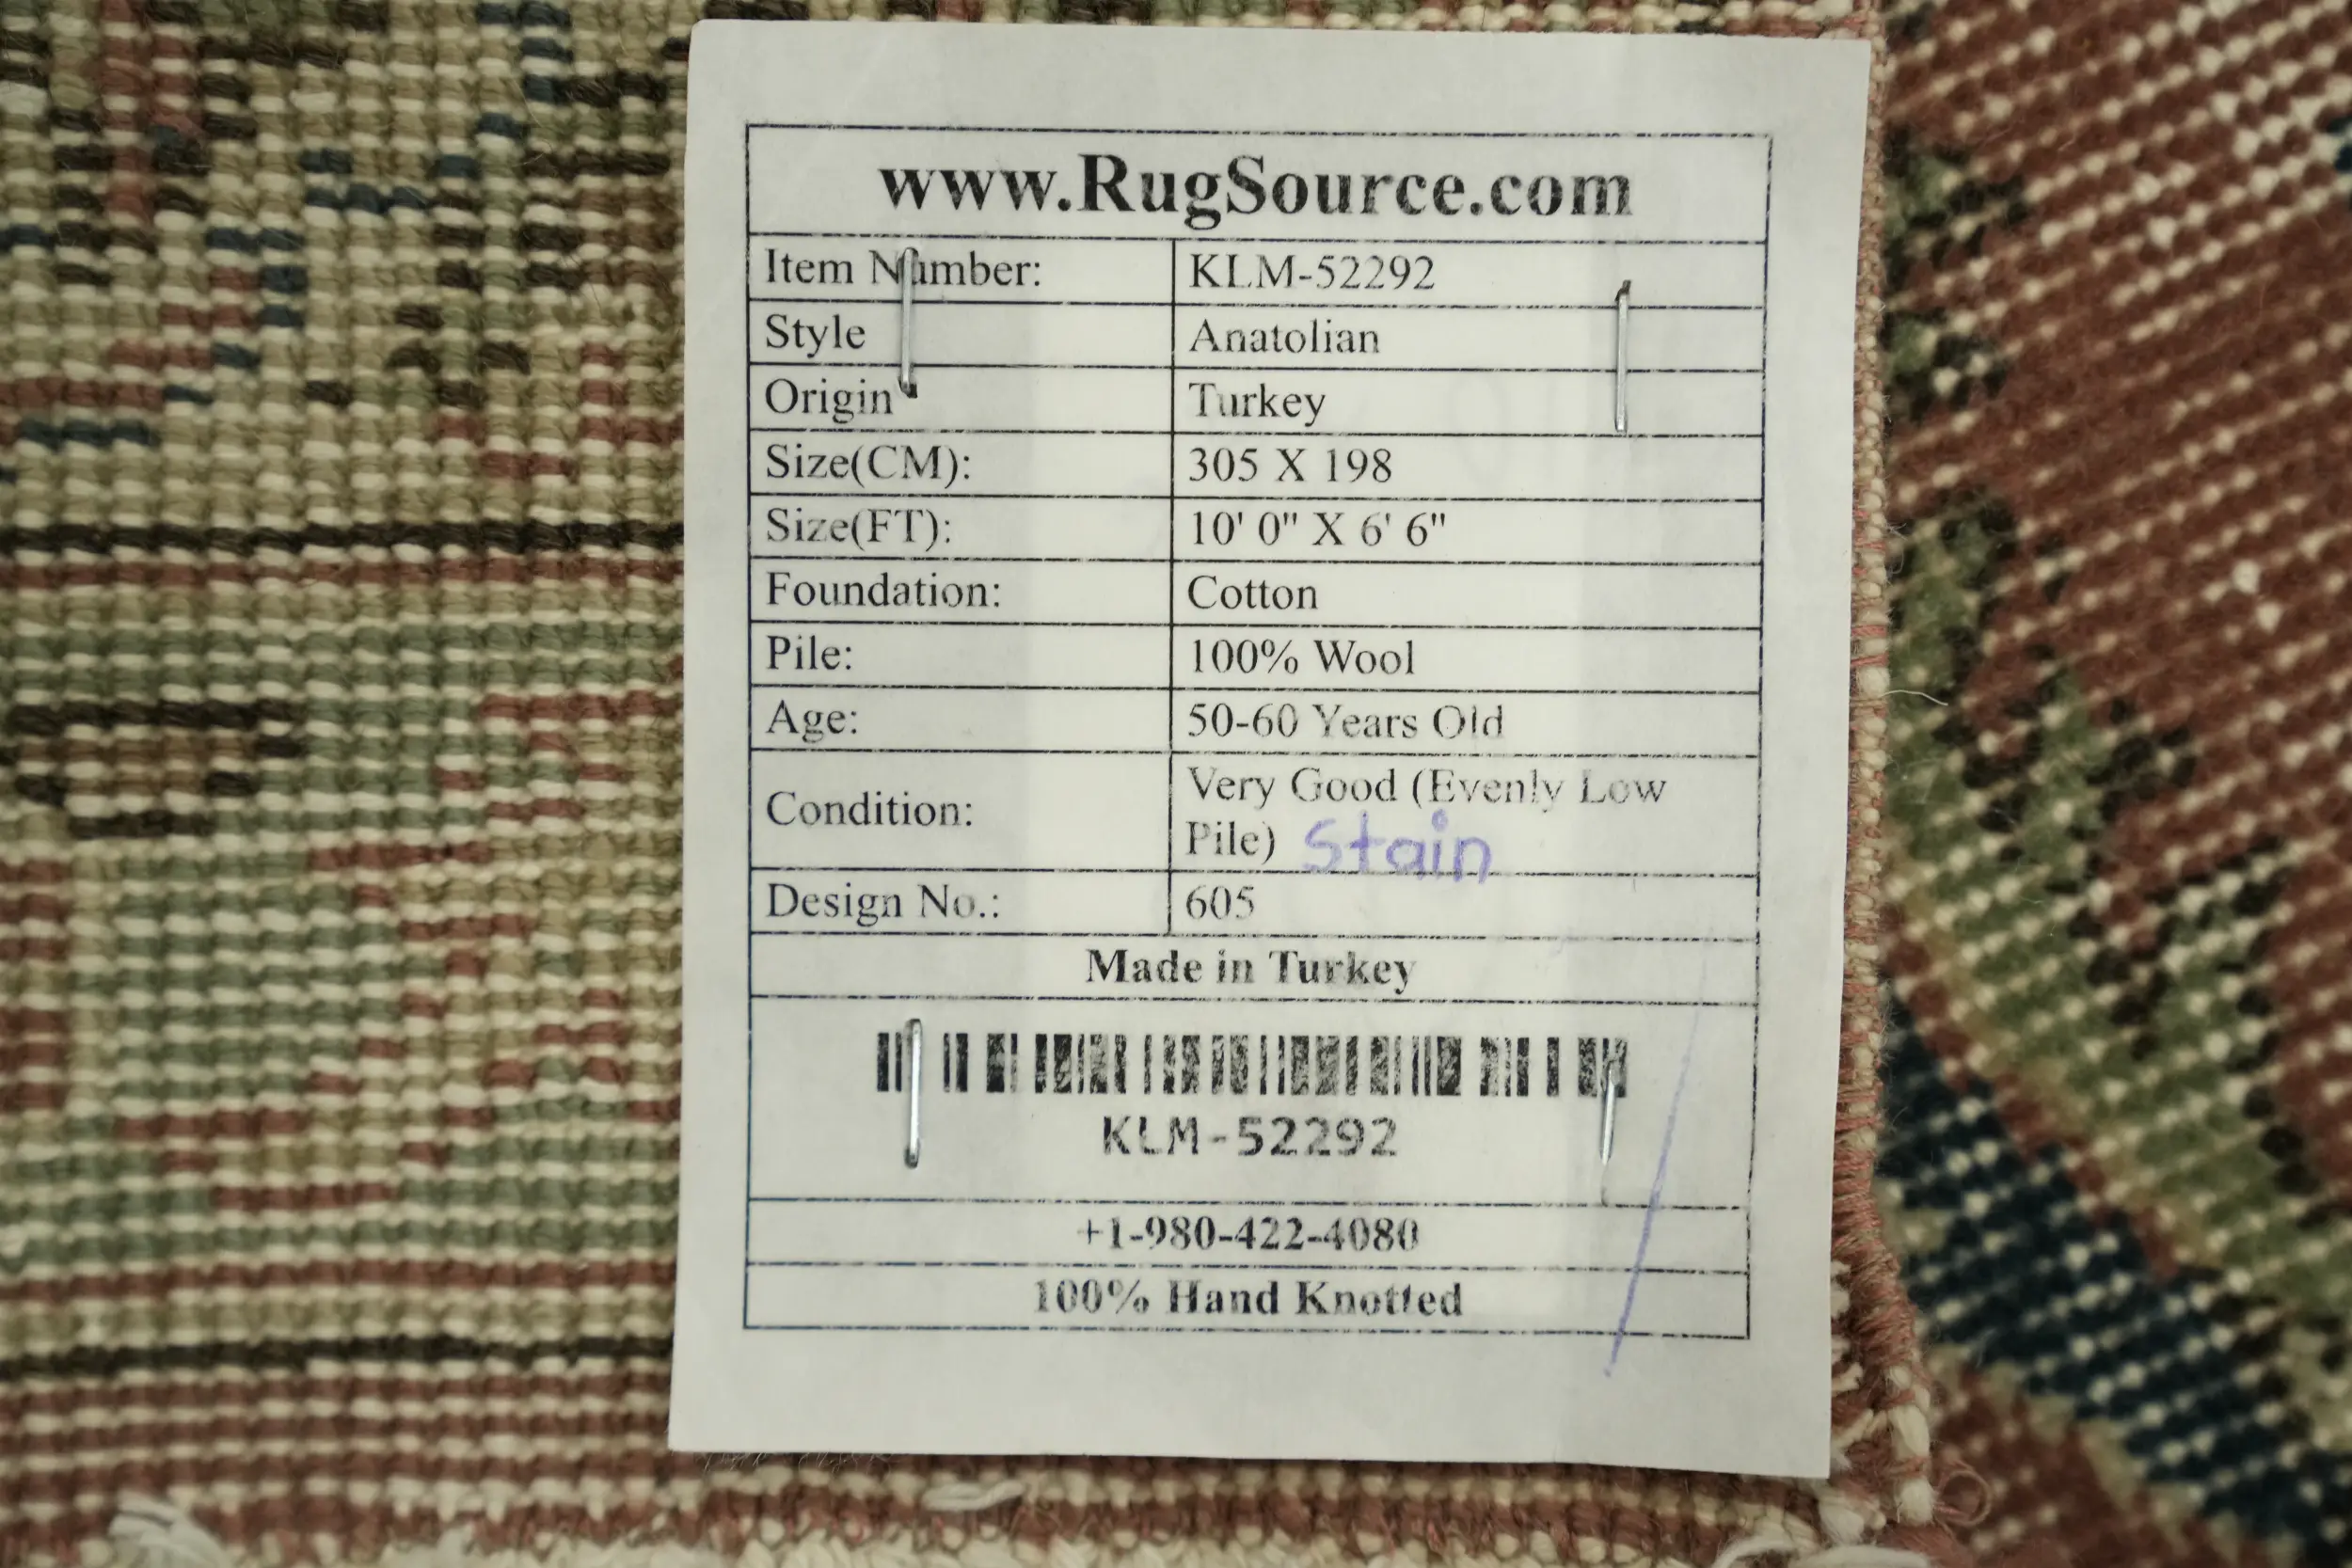 www.RugSource.com
Item Number: KLM-52292
Style Anatolian
Origin Turkey
Size(CM): 305 X 198
Size(FT): 10' 0" X 6' 6"
Foundation: Cotton
Pile: 100% Wool
Age: 50-60 Years Old
Condition: Very Good (Evenly Low
Pile) Stain
Design No.: 605
Made in Turkey
KLM-52292
+1-980-422-4080
100% Hand Knotted